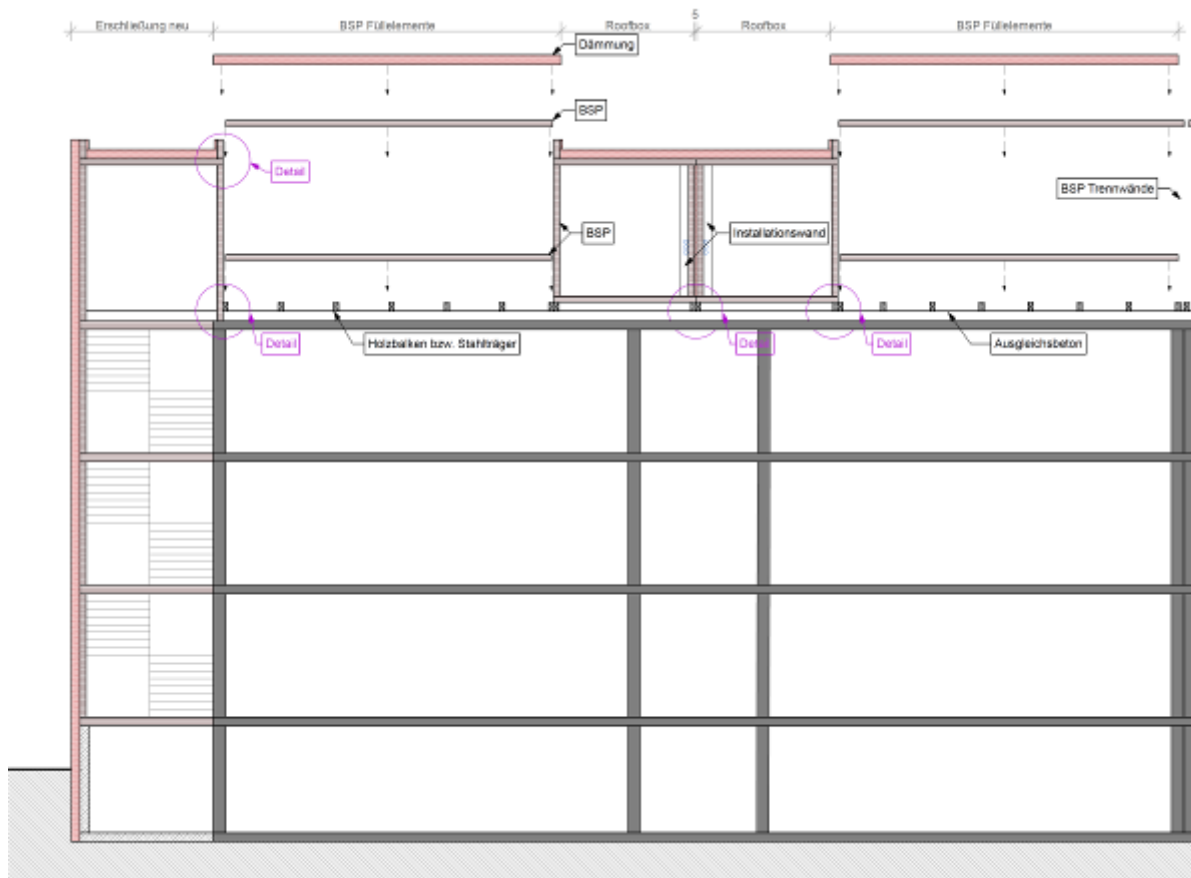 5
Erschließung neu
BSP Füllelemente
Roofbox
Roofbox
BSP Füllelemente
Dämmung
BSP
Detail
BSP Trennwände
BSP
Installationswand
Detail
Holzbalken bzw. Stahlträger
Detail
Detail
Ausgleichsbeton